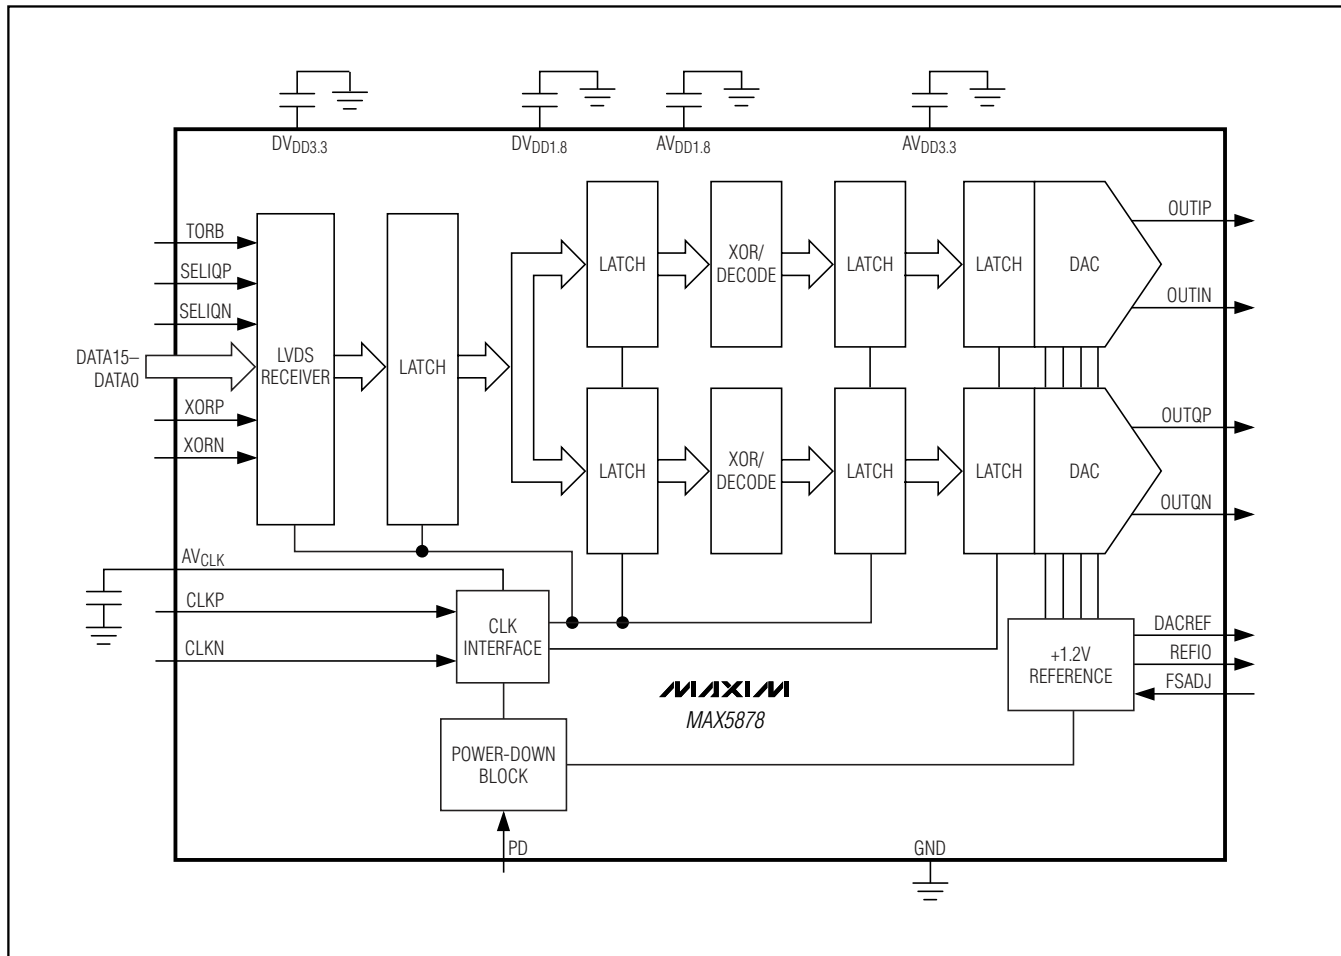 DVDD3.3
DVDD1.8
AVDD1.8
AVDD3.3
TORB
SELIQP
SELIQN
DATA15–
DATA0
XORP
XORN
LVDS
RECEIVER
LATCH
LATCH
XOR/
DECODE
LATCH
LATCH
DAC
OUTIP
OUTIN
LATCH
XOR/
DECODE
LATCH
LATCH
DAC
OUTQP
OUTQN
AVCLK
CLKP
CLKN
CLK
INTERFACE
+1.2V
REFERENCE
DACREF
REFIO
FSADJ
MAXIM
MAX5878
POWER-DOWN
BLOCK
PD
GND